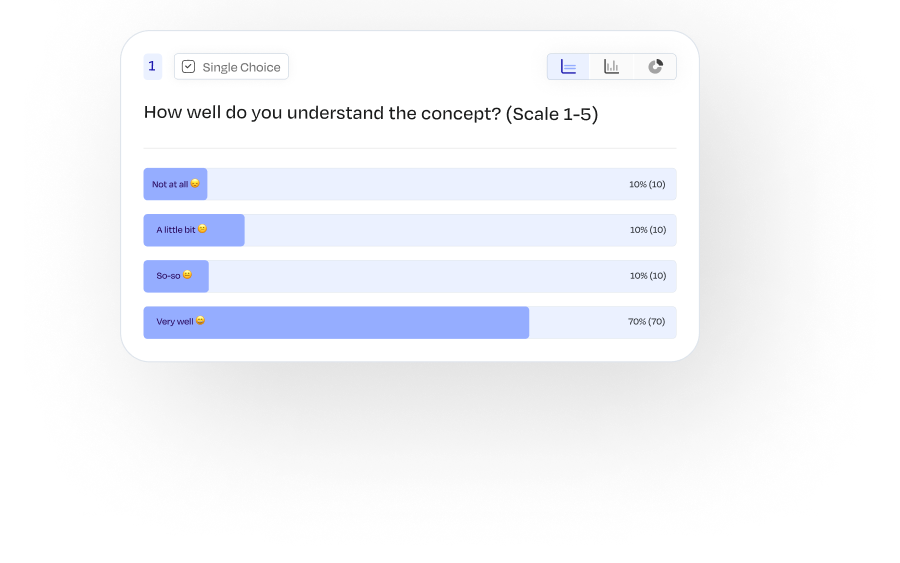 1 Single Choice
How well do you understand the concept? (Scale 1-5)
Not at all 😞 10% (10)
A little bit 😕 10% (10)
So-so 😐 10% (10)
Very well 😄 70% (70)